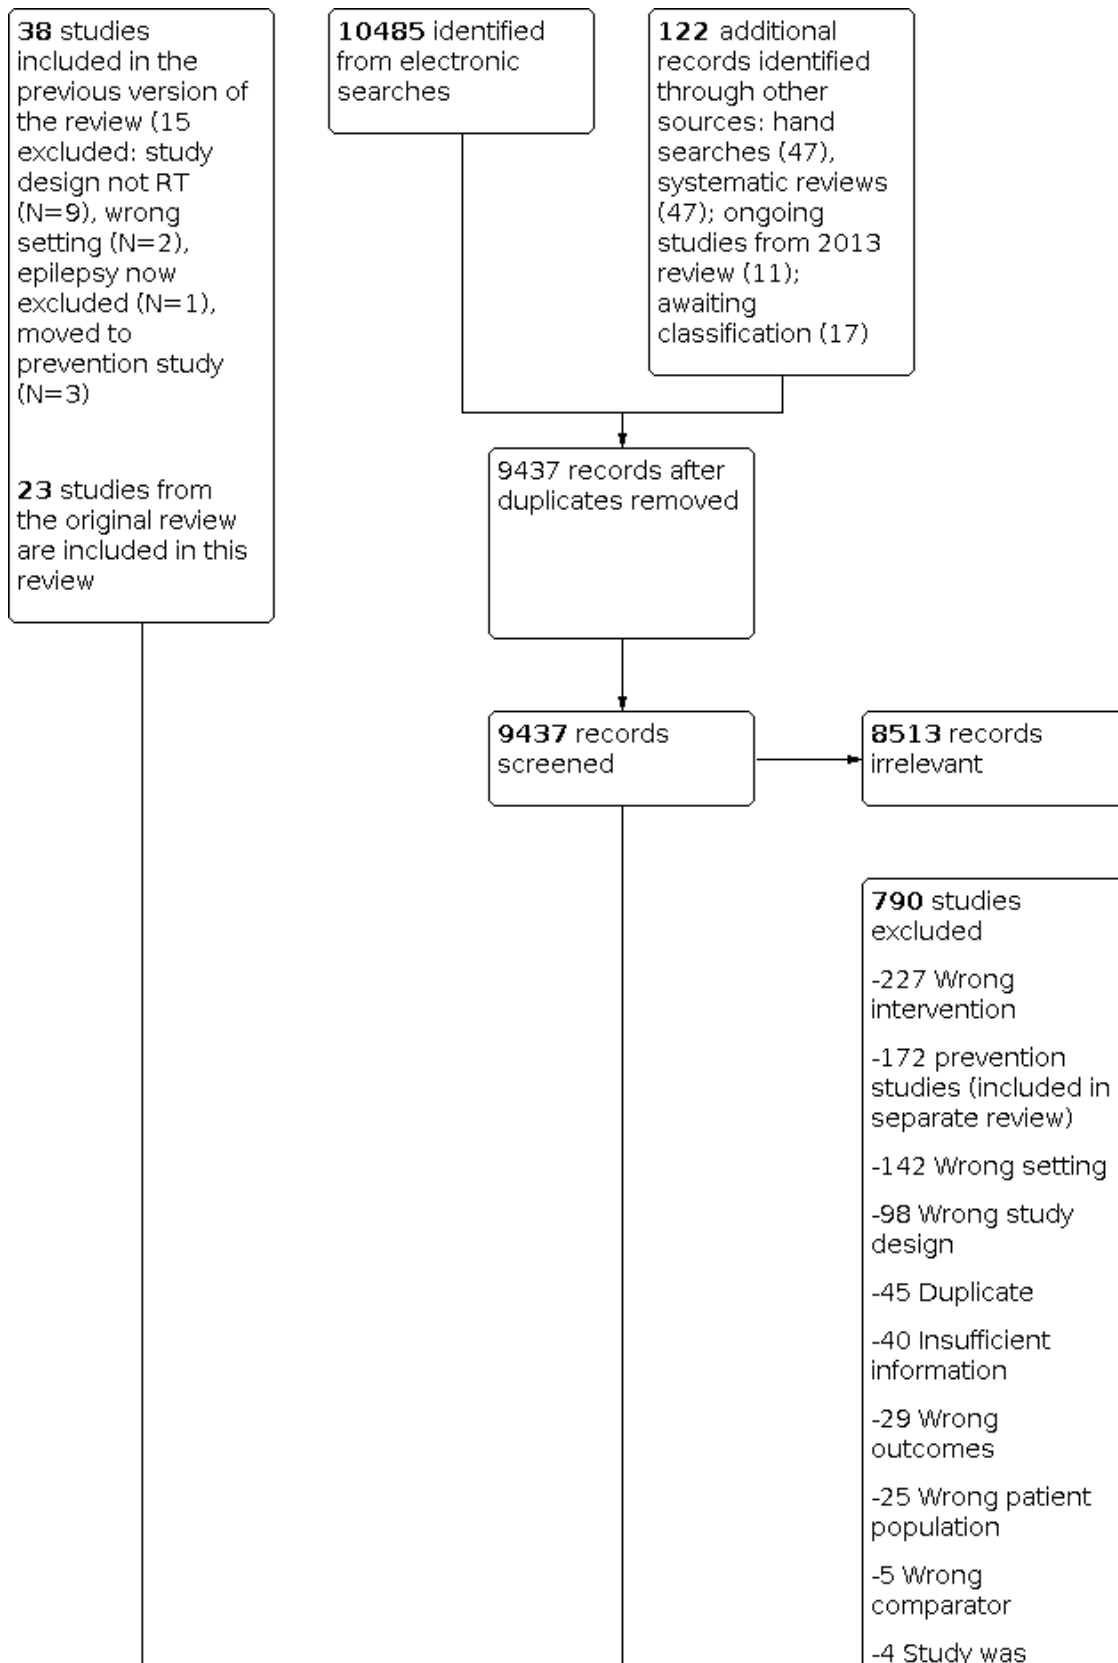 38 studies
included in the
previous version of
the review (15
excluded: study
design not RT
(N=9), wrong
setting (N=2),
epilepsy now
excluded (N=1),
moved to
prevention study
(N=3)
23 studies from
the original review
are included in this
review
10485 identified
from electronic
searches
122 additional
records identified
through other
sources: hand
searches (47),
systematic reviews
(47); ongoing
studies from 2013
review (11);
awaiting
classification (17)
9437 records after
duplicates removed
9437 records
screened
8513 records
irrelevant
790 studies
excluded
-227 Wrong
intervention
-172 prevention
studies (included in
separate review)
-142 Wrong setting
-98 Wrong study
design
-45 Duplicate
-40 Insufficient
information
-29 Wrong
outcomes
-25 Wrong patient
population
-5 Wrong
comparator
-4 Study was